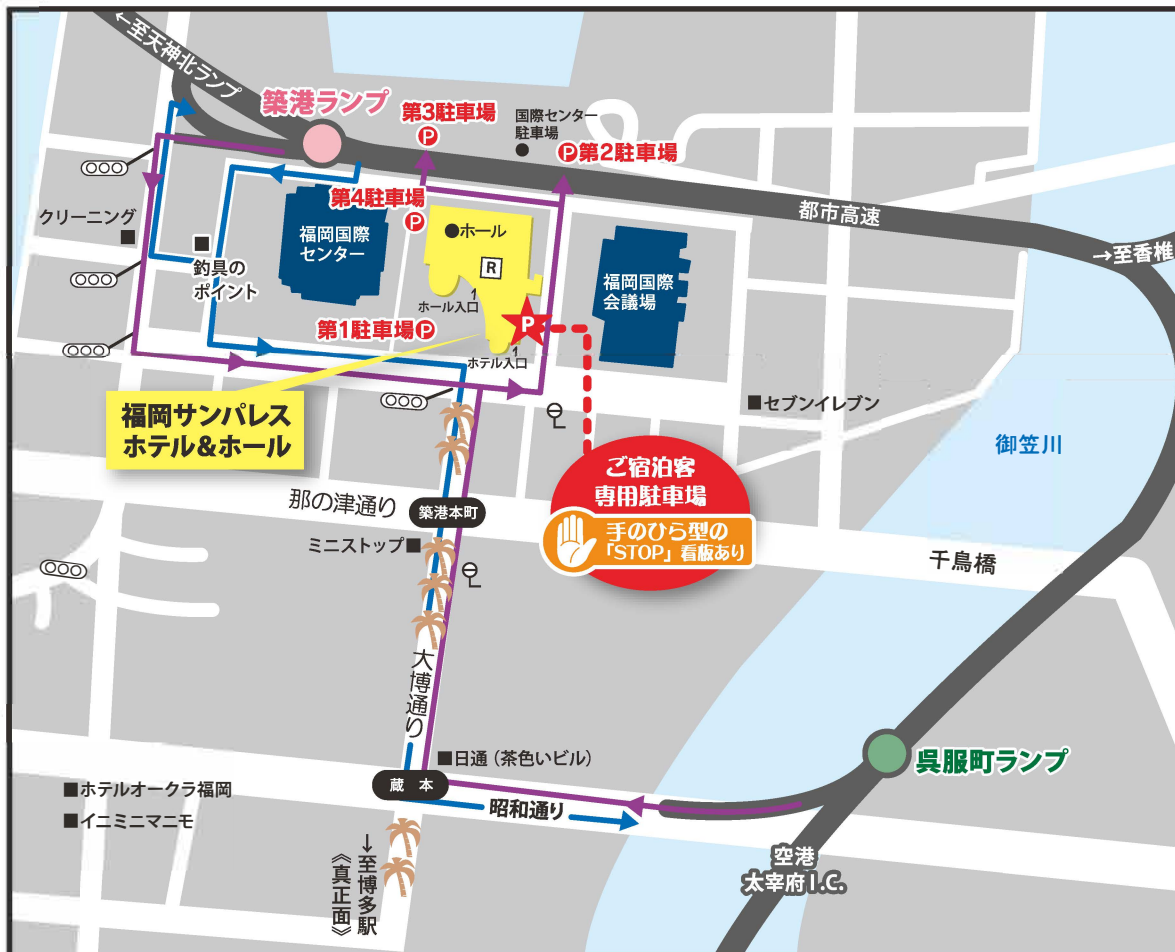 ←至天神北ランプ
築港ランプ
第3駐車場
P
国際センター
駐車場
P第2駐車場
クリーニング
第4駐車場
P
福岡国際
センター
ホール
R
都市高速
→至香椎
釣具の
ポイント
福岡国際
会議場
ホール入口
P
第1駐車場P
ホテル入口
福岡サンパレス
ホテル&ホール
セブンイレブン
御笠川
ご宿泊客
専用駐車場
手のひら型の
「STOP」看板あり
那の津通り
築港本町
ミニストップ
千鳥橋
大博通り
日通（茶色いビル）
呉服町ランプ
蔵本
昭和通り
ホテルオークラ福岡
イニミニマニモ
→至博多駅
《真正面》
空港
太宰府I.C.